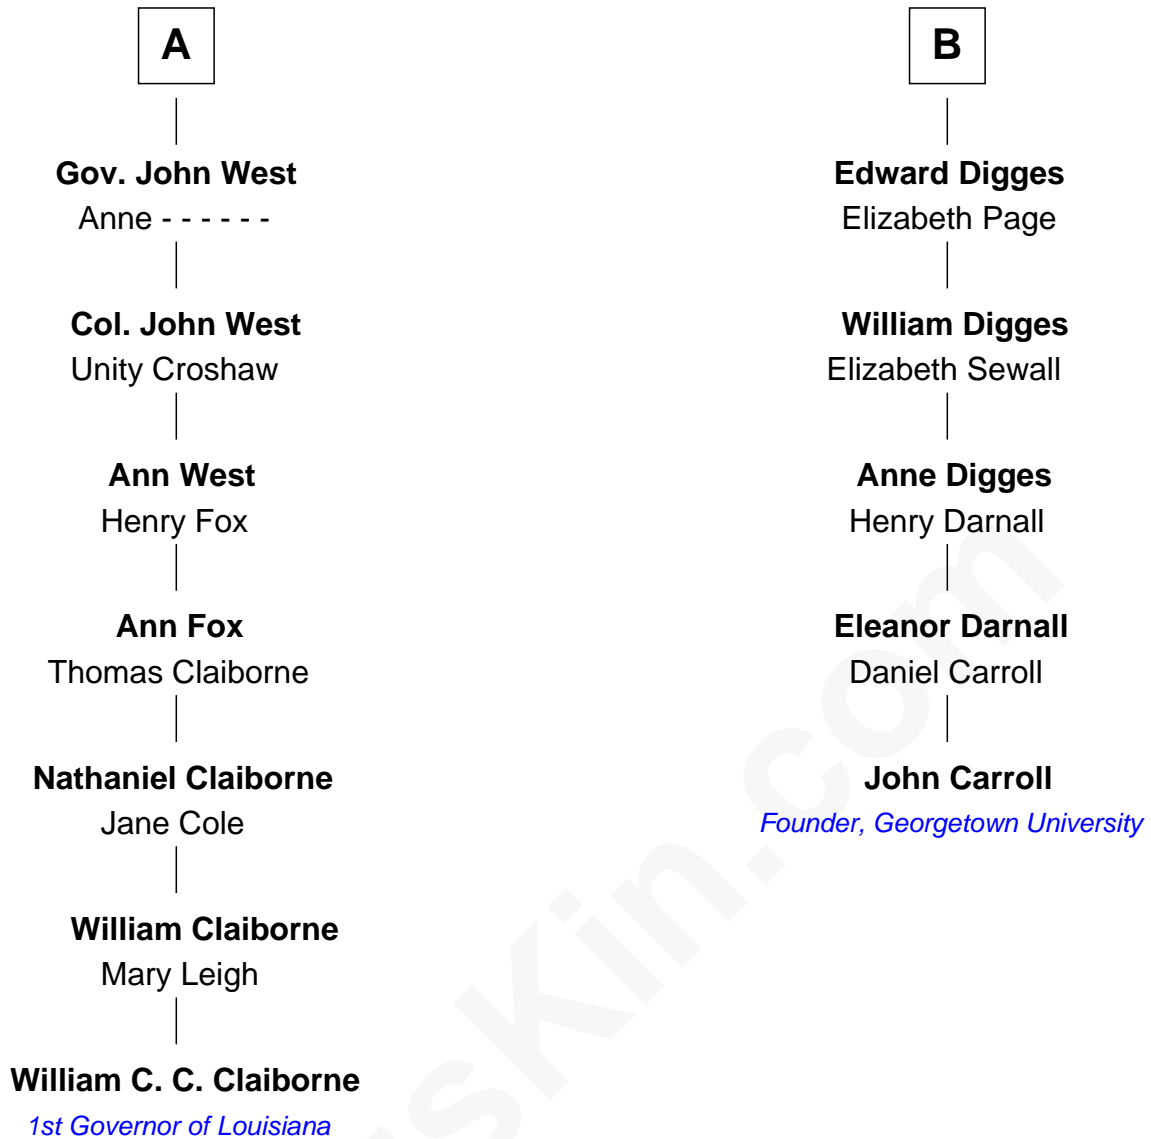 A
Gov. John West
Anne - - - - - -
Col. John West
Unity Croshaw
Ann West
Henry Fox
Ann Fox
Thomas Claiborne
Nathaniel Claiborne
Jane Cole
William Claiborne
Mary Leigh
William C. C. Claiborne
1st Governor of Louisiana
B
Edward Digges
Elizabeth Page
William Digges
Elizabeth Sewall
Anne Digges
Henry Darnall
Eleanor Darnall
Daniel Carroll
John Carroll
Founder, Georgetown University
sKin.com